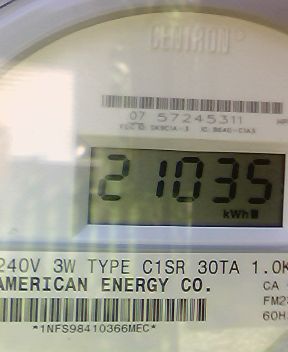 CENTRON
07 57245311
21035
kWh
240V 3W TYPE C1SR 30TA 1.0K
AMERICAN ENERGY CO. CA
FM2
60H
*1NFS98410366MEC*